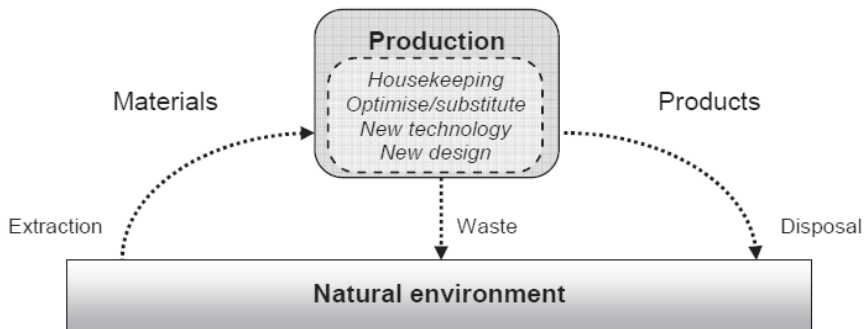 Production
Housekeeping
Optimise/substitute
New technology
New design
Materials
Products
Extraction
Waste
Disposal
Natural environment